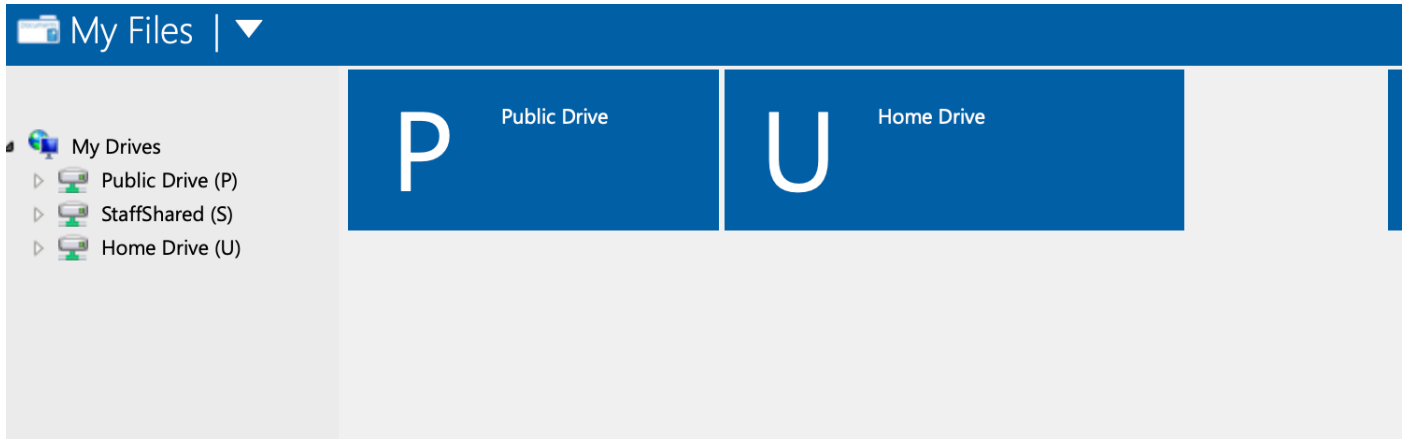 My Files |
P Public Drive
U Home Drive
My Drives
Public Drive (P)
StaffShared (S)
Home Drive (U)